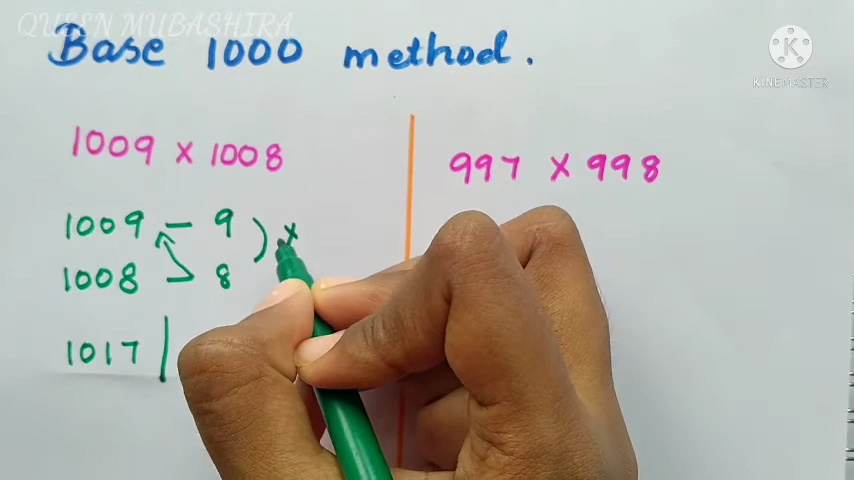 QUEEN MUBASHIRA
Base 1000 method.
KINEMASTER
1009 x 1008
997 x 998
1009 - 9
x
1008 - 8
1017